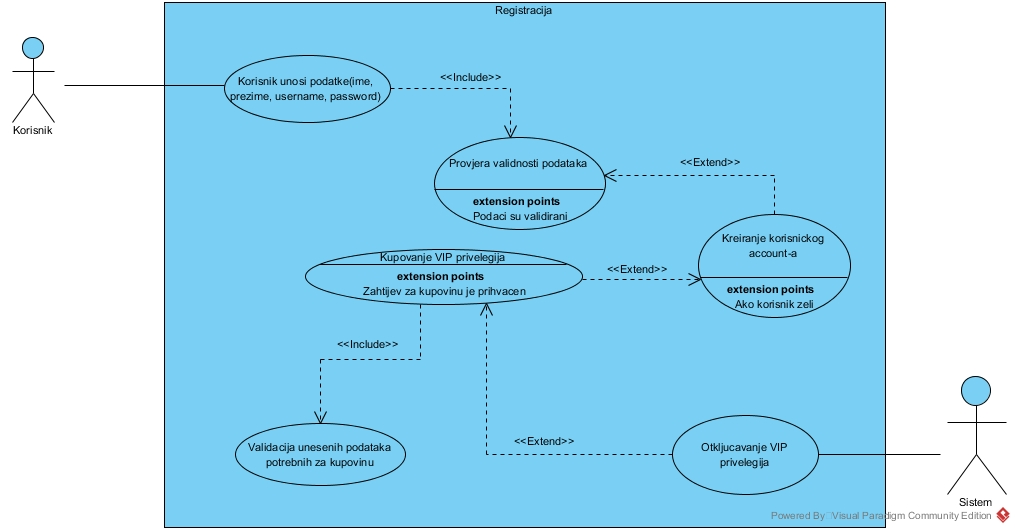 Registracija
Korisnik
Korisnik unosi podatke(ime,
prezime, username, password)
<<Include>>
Provjera validnosti podataka
extension points
Podaci su validirani
<<Extend>>
Kreiranje korisnickog
account-a
extension points
Ako korisnik zeli
Kupovanje VIP privelegija
extension points
Zahtijev za kupovinu je prihvacen
<<Extend>>
<<Include>>
Validacija unesenih podataka
potrebnih za kupovinu
<<Extend>>
Otkljucavanje VIP
privelegija
Sistem
Powered By Visual Paradigm Community Edition